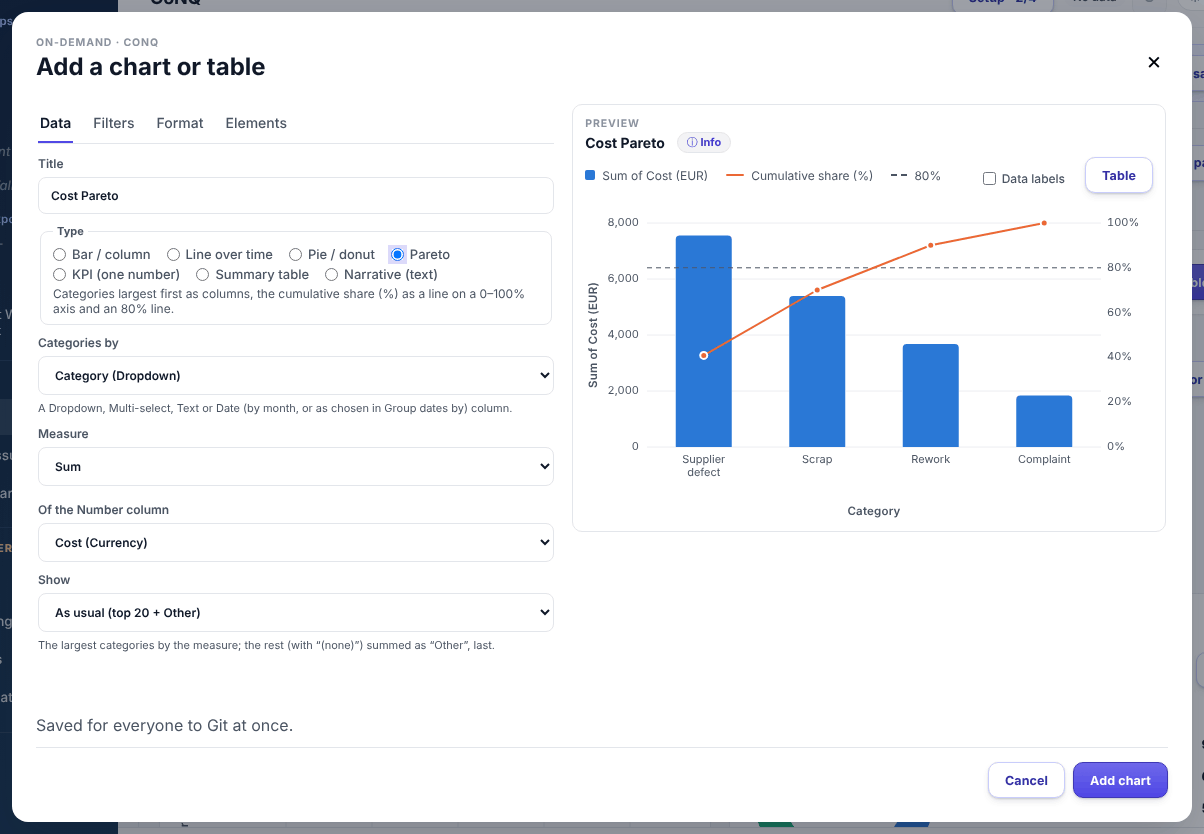 ON-DEMAND · CONQ
Add a chart or table
Data Filters Format Elements
Title
Cost Pareto
Type
Bar / column Line over time Pie / donut Pareto
KPI (one number) Summary table Narrative (text)
Categories largest first as columns, the cumulative share (%) as a line on a 0–100%
axis and an 80% line.
Categories by
Category (Dropdown)
A Dropdown, Multi-select, Text or Date (by month, or as chosen in Group dates by) column.
Measure
Sum
Of the Number column
Cost (Currency)
Show
As usual (top 20 + Other)
The largest categories by the measure; the rest (with “(none)”) summed as “Other”, last.
PREVIEW
Cost Pareto ⓘ Info
Sum of Cost (EUR) Cumulative share (%) 80% Data labels Table
Sum of Cost (EUR)
8,000
6,000
4,000
2,000
0
100%
80%
60%
40%
20%
0%
Supplier
defect
Scrap
Rework
Complaint
Category
Saved for everyone to Git at once.
Cancel Add chart